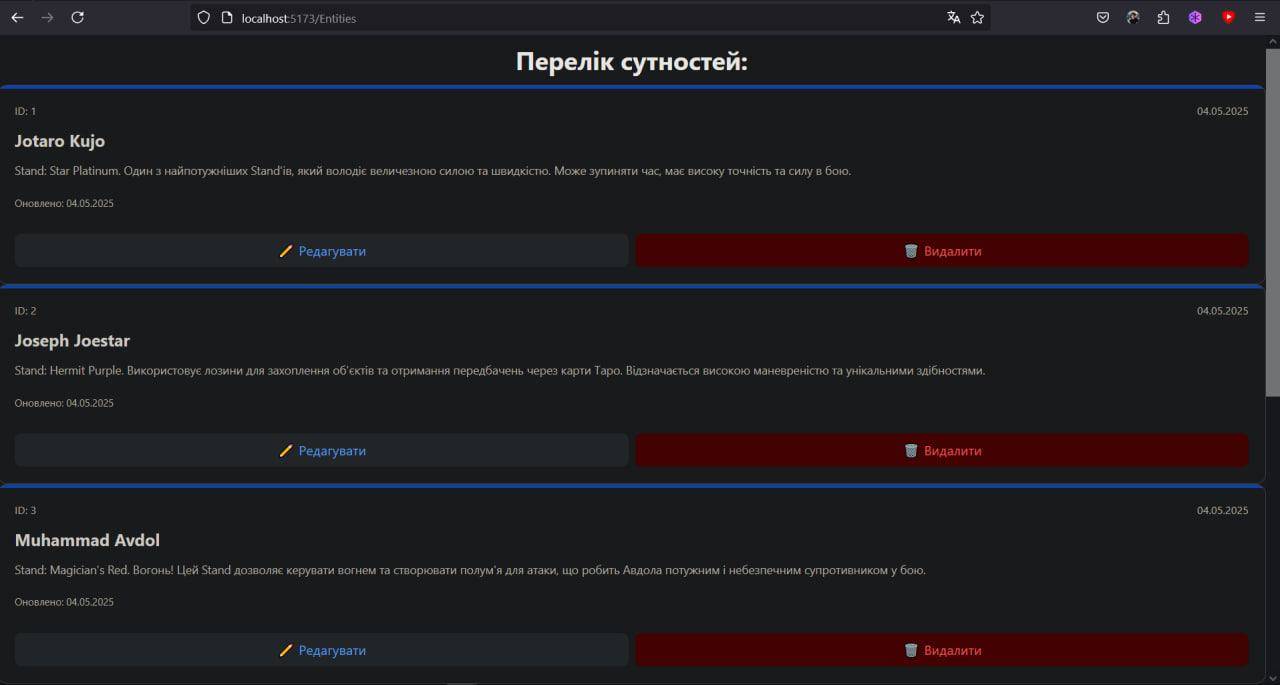 localhost:5173/Entities
Перелік сутностей:
ID: 1 04.05.2025
Jotaro Kujo
Stand: Star Platinum. Один з найпотужніших Stand'ів, який володіє величезною силою та швидкістю. Може зупиняти час, має високу точність та силу в бою.
Оновлено: 04.05.2025
Редагувати Видалити
ID: 2 04.05.2025
Joseph Joestar
Stand: Hermit Purple. Використовує лозини для захоплення об'єктів та отримання передбачень через карти Таро. Відзначається високою маневреністю та унікальними здібностями.
Оновлено: 04.05.2025
Редагувати Видалити
ID: 3 04.05.2025
Muhammad Avdol
Stand: Magician's Red. Вогонь! Цей Stand дозволяє керувати вогнем та створювати полум'я для атаки, що робить Авдола потужним і небезпечним супротивником у бою.
Оновлено: 04.05.2025
Редагувати Видалити